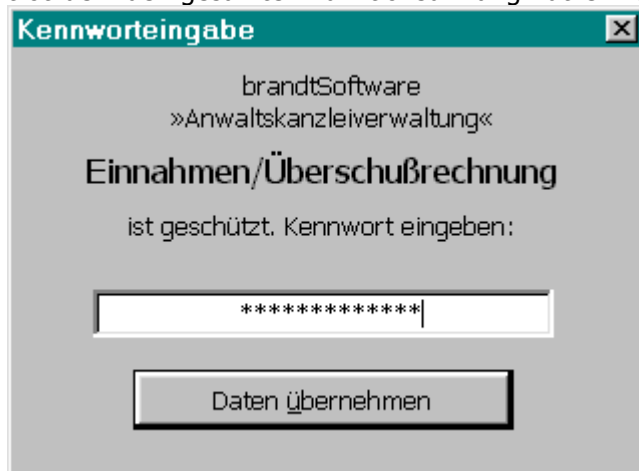 Kennworteingabe
brandtSoftware
»Anwaltskanzleiverwaltung«
Einnahmen/Überschußrechnung
ist geschützt. Kennwort eingeben:
*************
Daten übernehmen